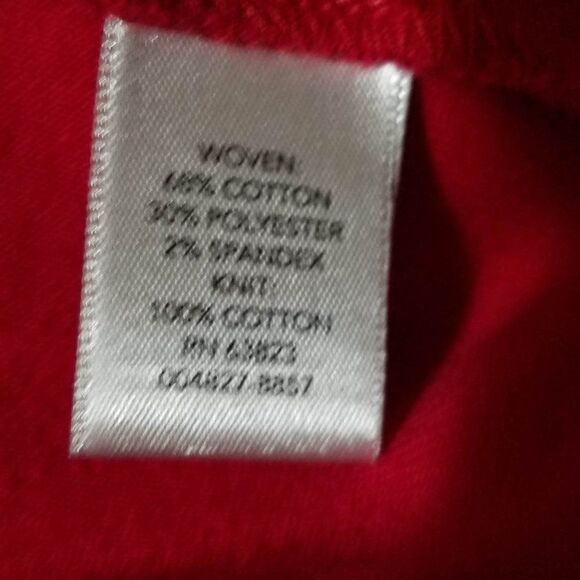 WOVEN:
68% COTTON
30% POLYESTER
2% SPANDEX
KNIT:
100% COTTON
RN 63823
004827-8857